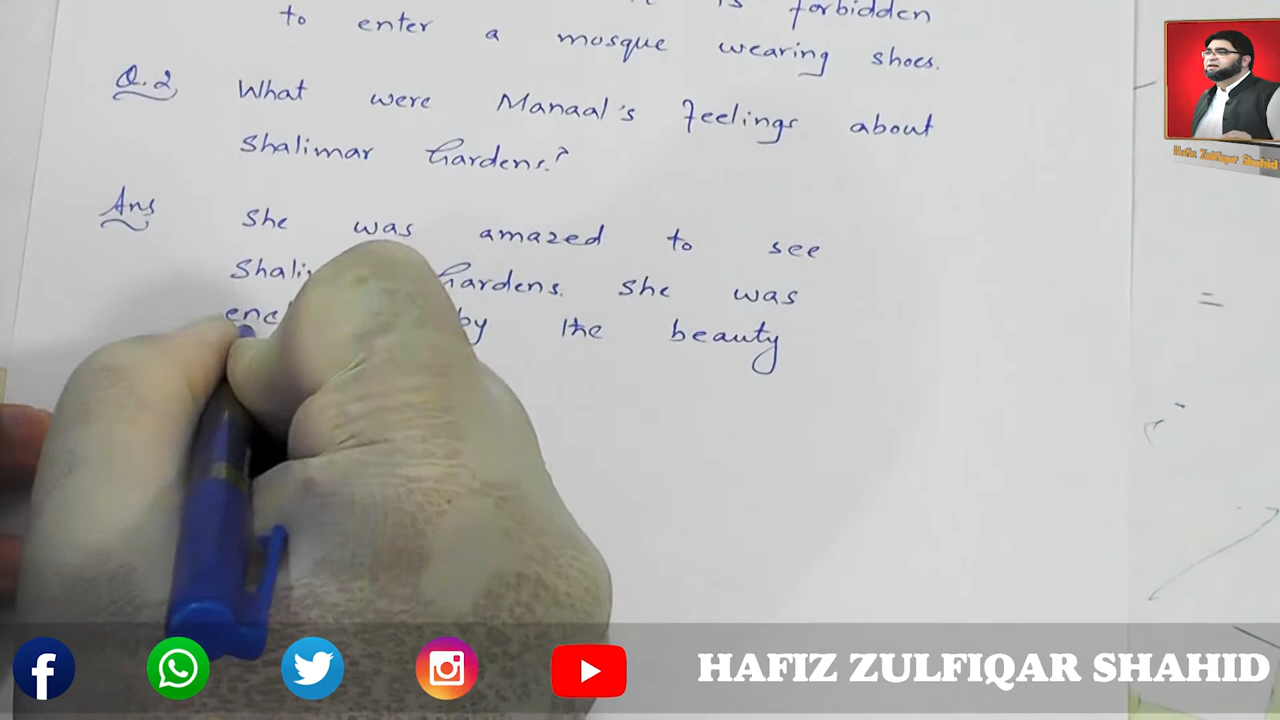 is forbidden
to enter a mosque wearing shoes.
Q.2 What were Manaal's feelings about
Shalimar Gardens?
Ans She was amazed to see
Gardens. She was
by the beauty
Hafiz Zulfiqar Shahid
HAFIZ ZULFIQAR SHAHID